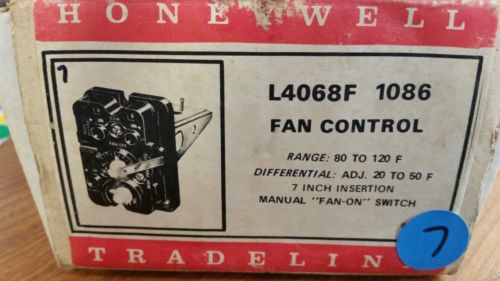 HONEYWELL
7
L4068F 1086
FAN CONTROL
RANGE: 80 TO 120 F
DIFFERENTIAL: ADJ. 20 TO 50 F
7 INCH INSERTION
MANUAL "FAN-ON" SWITCH
7
TRADELINE